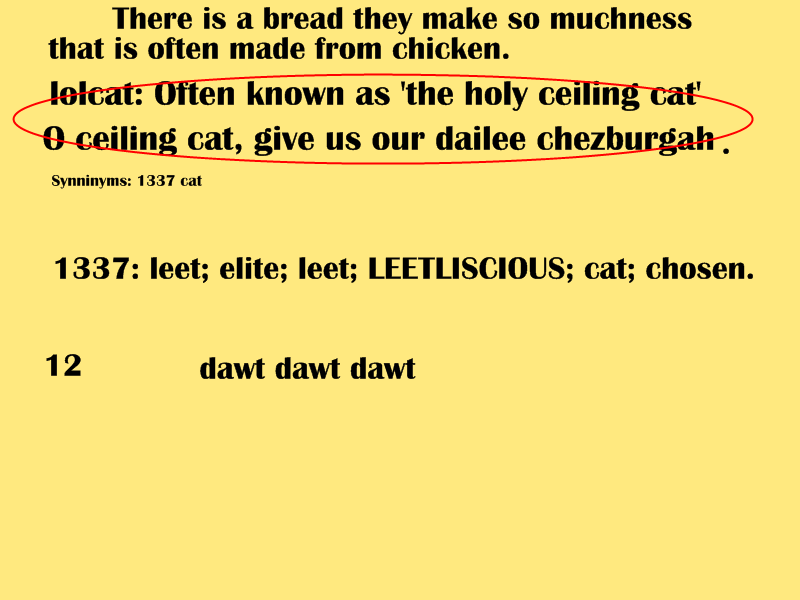 There is a bread they make so muchness
that is often made from chicken.
lolcat: Often known as 'the holy ceiling cat'
O ceiling cat, give us our dailee chezburgah .
Synninyms: 1337 cat
1337: leet; elite; leet; LEETLISCIOUS; cat; chosen.
12 dawt dawt dawt